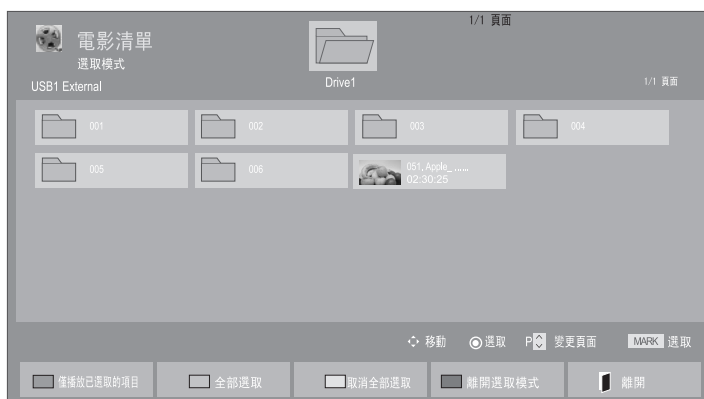 1/1 頁面
電影清單
選取模式
USB1 External
Drive1
1/1 頁面
001
002
003
004
005
006
051, Apple_ ......
02:30:25
移動
選取
P 變更頁面
MARK 選取
僅播放已選取的項目
全部選取
取消全部選取
離開選取模式
離開